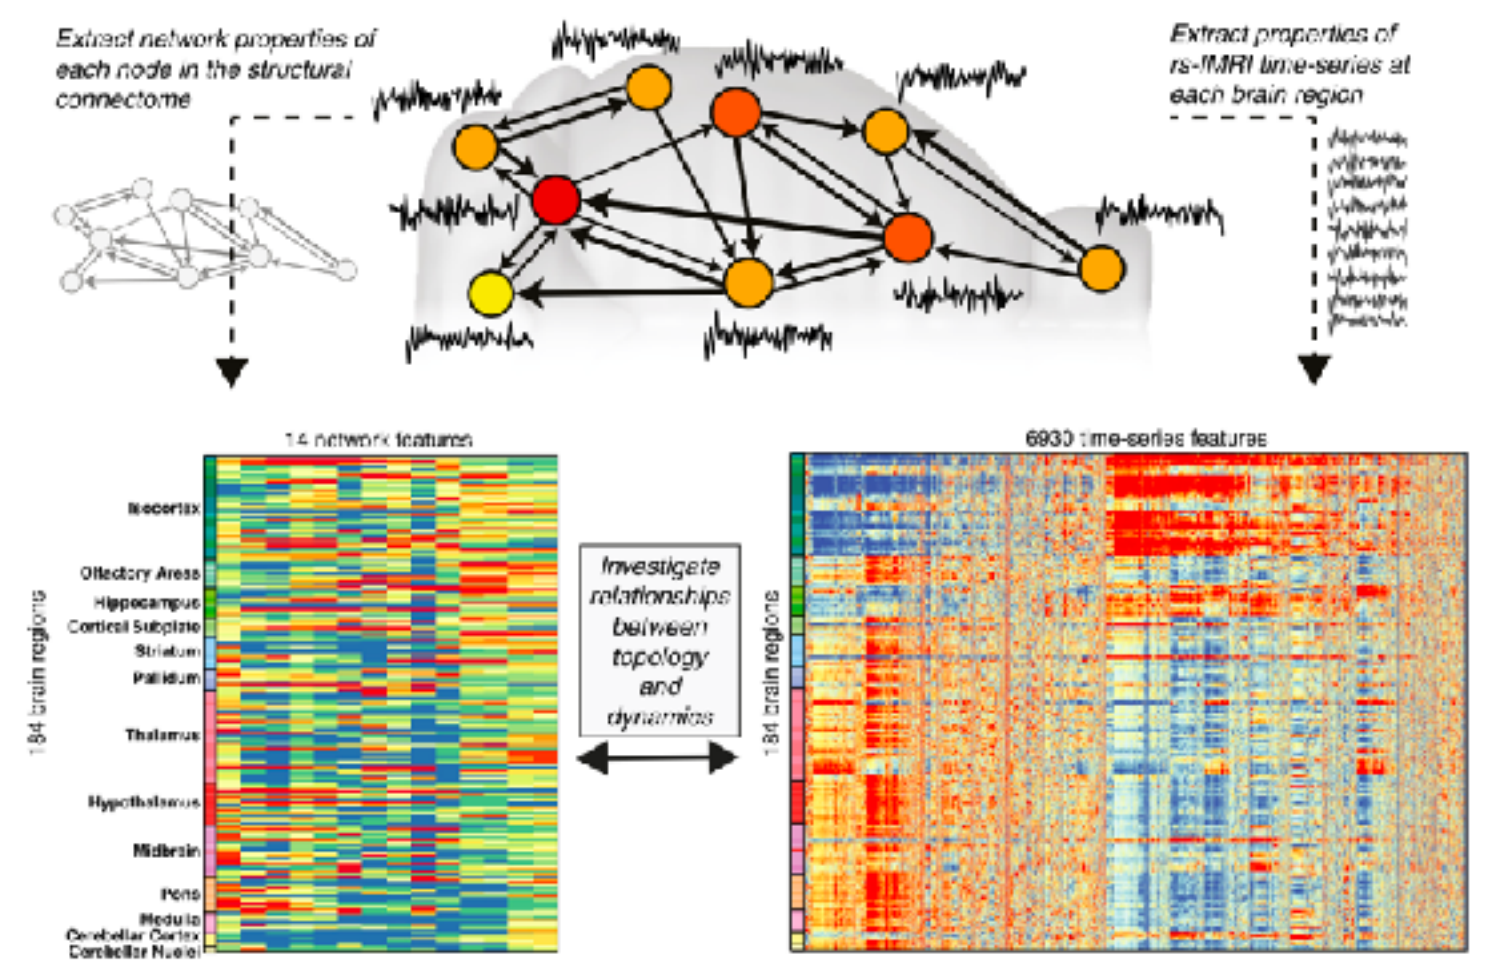 Extract network properties of
each node in the structural
connectome
Extract properties of
rs-fMRI time-series at
each brain region
14 network features
184 brain regions
Isocortex
Olfactory Areas
Hippocampus
Cortical Subplate
Striatum
Pallidum
Thalamus
Hypothalamus
Midbrain
Pons
Medulla
Cerebellar Cortex
Cerebellar Nuclei
Investigate
relationships
between
topology
and
dynamics
6930 time-series features
184 brain regions